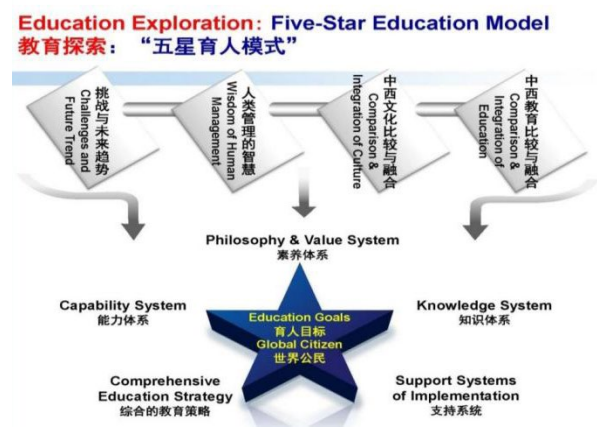 Education Exploration: Five-Star Education Model
教育探索：“五星育人模式”
挑战与未来趋势
Challenges and
Future Trend
人类管理的智慧
Wisdom of Human
Management
中西文化比较与融合
Comparison &
Integration of Culture
中西教育比较与融合
Comparison &
Integration of
Education
Philosophy & Value System
素养体系
Capability System
能力体系
Knowledge System
知识体系
Education Goals
育人目标
Global Citizen
世界公民
Comprehensive
Education Strategy
综合的教育策略
Support Systems
of Implementation
支持系统